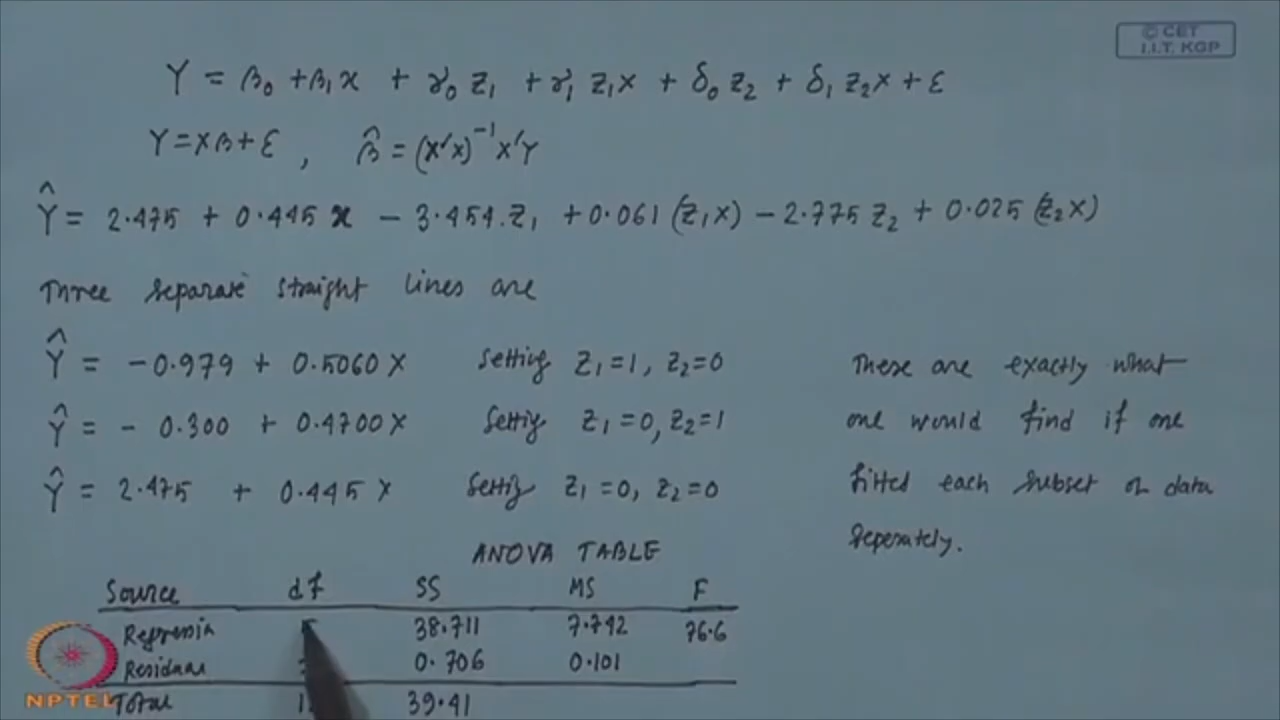 © CET
I.I.T. KGP
Y = β₀ + β₁x + γ₀ z₁ + γ₁ z₁x + δ₀ z₂ + δ₁ z₂x + ε
Y = Xβ + ε , β̂ = (X′X)⁻¹X′Y
Ŷ = 2.475 + 0.445 x − 3.454 . z₁ + 0.061 (z₁x) − 2.775 z₂ + 0.025 (z₂x)
Three separate straight lines are
Ŷ = −0.979 + 0.5060 X Setting z₁=1, z₂=0
Ŷ = − 0.300 + 0.4700 X Settig z₁=0, z₂=1
Ŷ = 2.475 + 0.445 X Settig z₁=0, z₂=0
These are exactly what
one would find if one
fitted each subset of data
seperately.
ANOVA TABLE
Source df SS MS F
Regression 38.711 7.742 76.6
Residual 0.706 0.101
Total 39.41
NPTEL